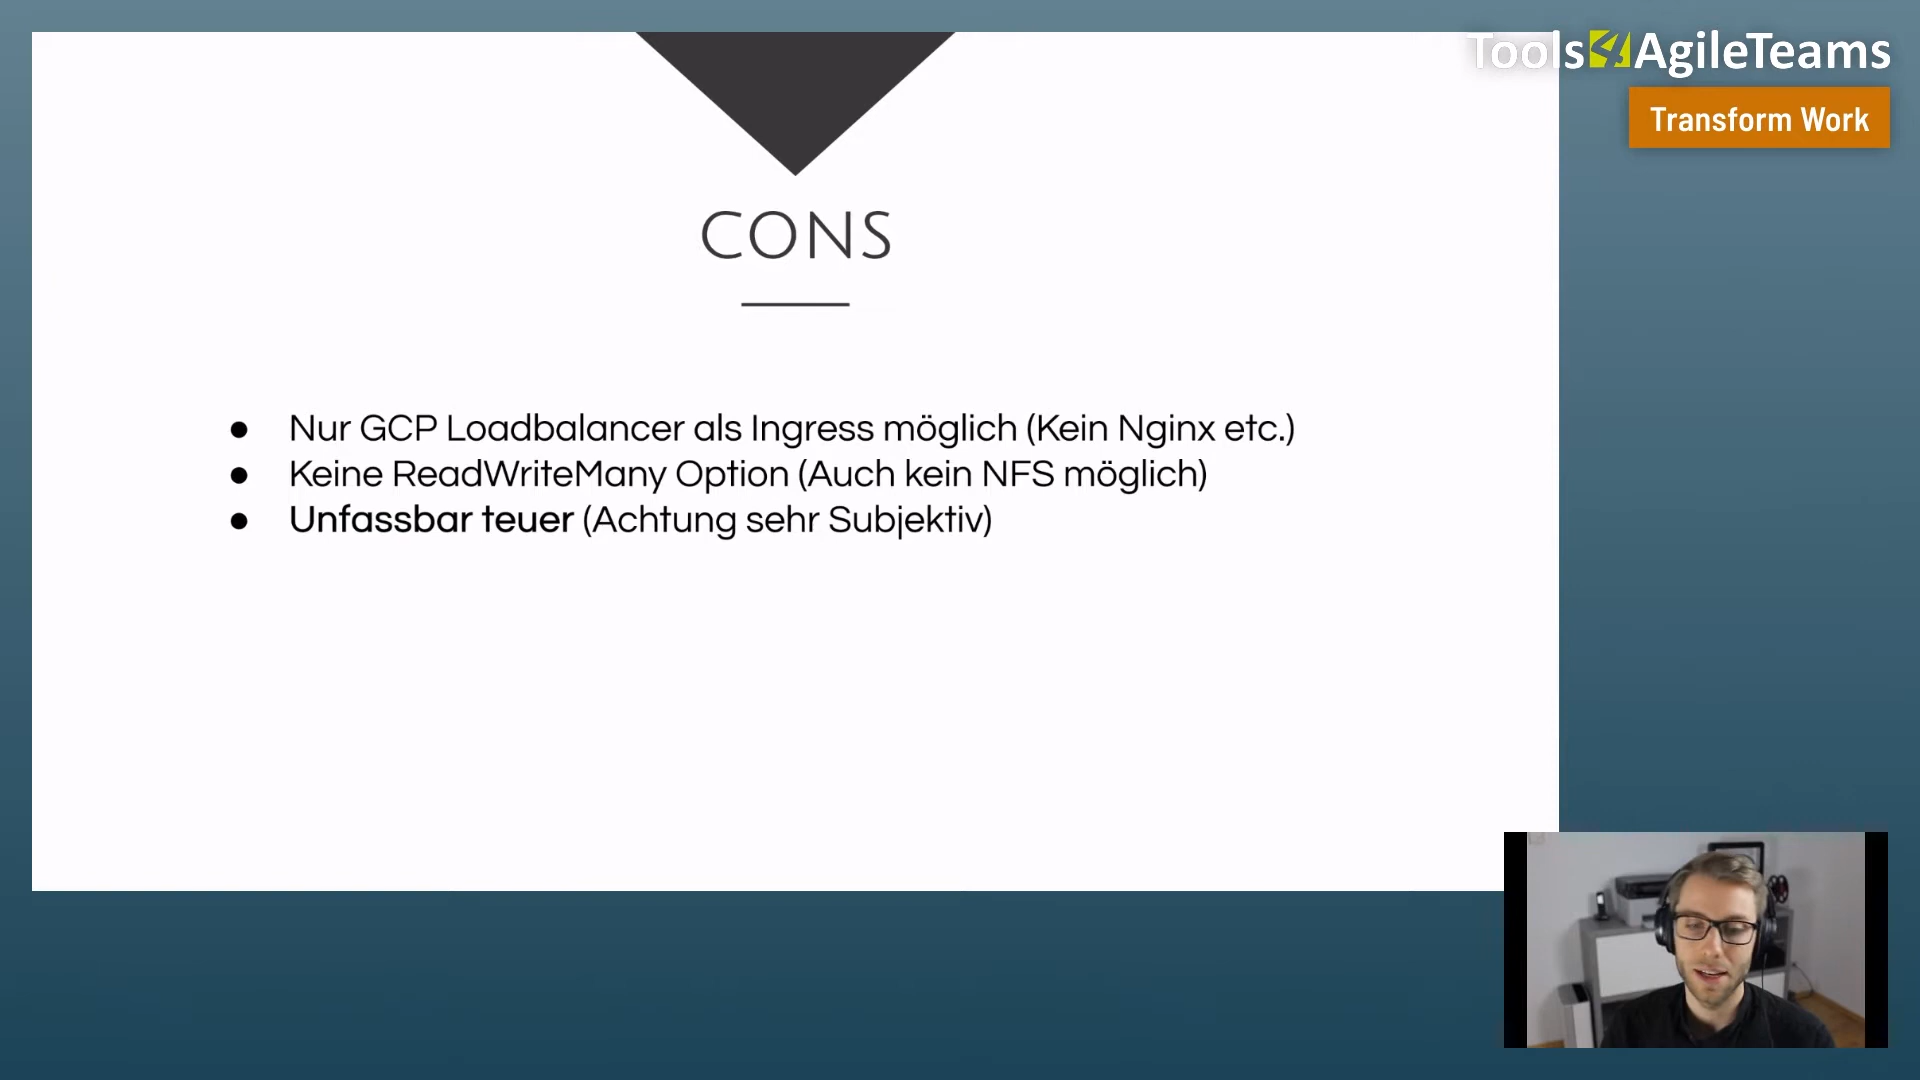 Tools4AgileTeams
Transform Work
CONS
● Nur GCP Loadbalancer als Ingress möglich (Kein Nginx etc.)
● Keine ReadWriteMany Option (Auch kein NFS möglich)
● Unfassbar teuer (Achtung sehr Subjektiv)